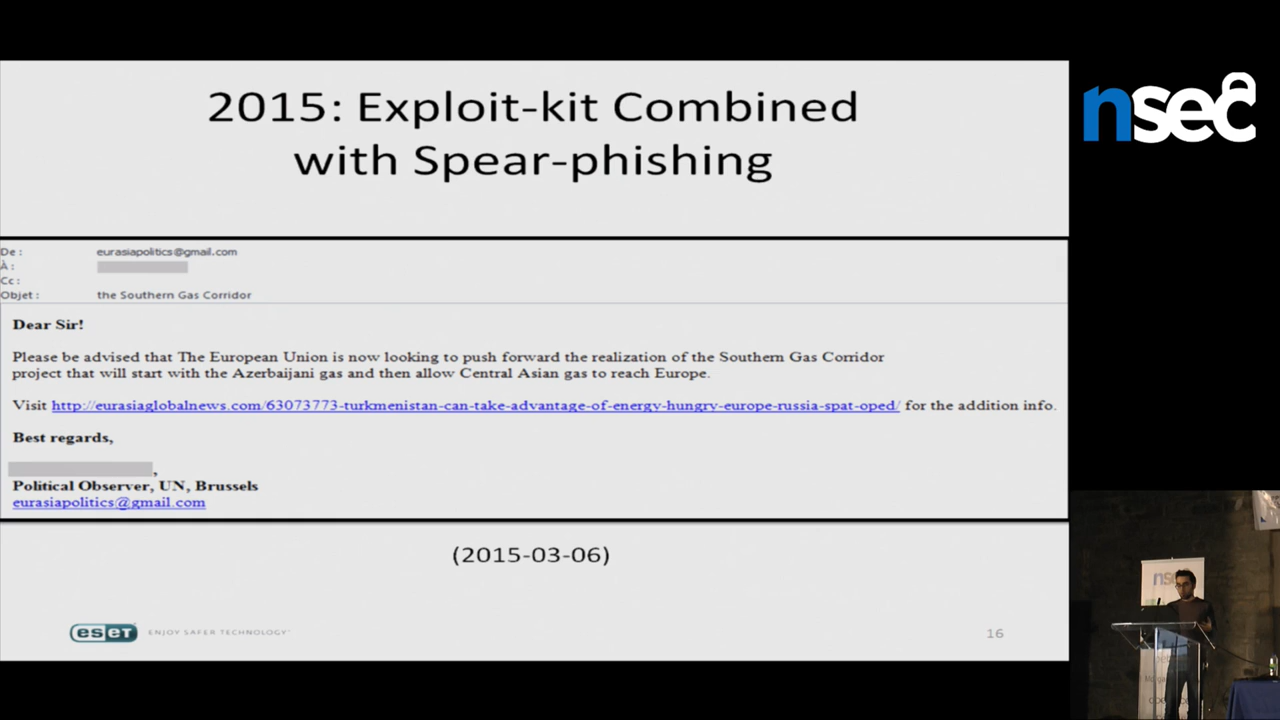 2015: Exploit-kit Combined
with Spear-phishing
nsec
De : eurasiapolitics@gmail.com
À :
Cc :
Objet : the Southern Gas Corridor
Dear Sir!
Please be advised that The European Union is now looking to push forward the realization of the Southern Gas Corridor
project that will start with the Azerbaijani gas and then allow Central Asian gas to reach Europe.
Visit http://eurasiaglobalnews.com/63073773-turkmenistan-can-take-advantage-of-energy-hungry-europe-russia-spat-oped/ for the addition info.
Best regards,
,
Political Observer, UN, Brussels
eurasiapolitics@gmail.com
(2015-03-06)
eseT ENJOY SAFER TECHNOLOGY™
16